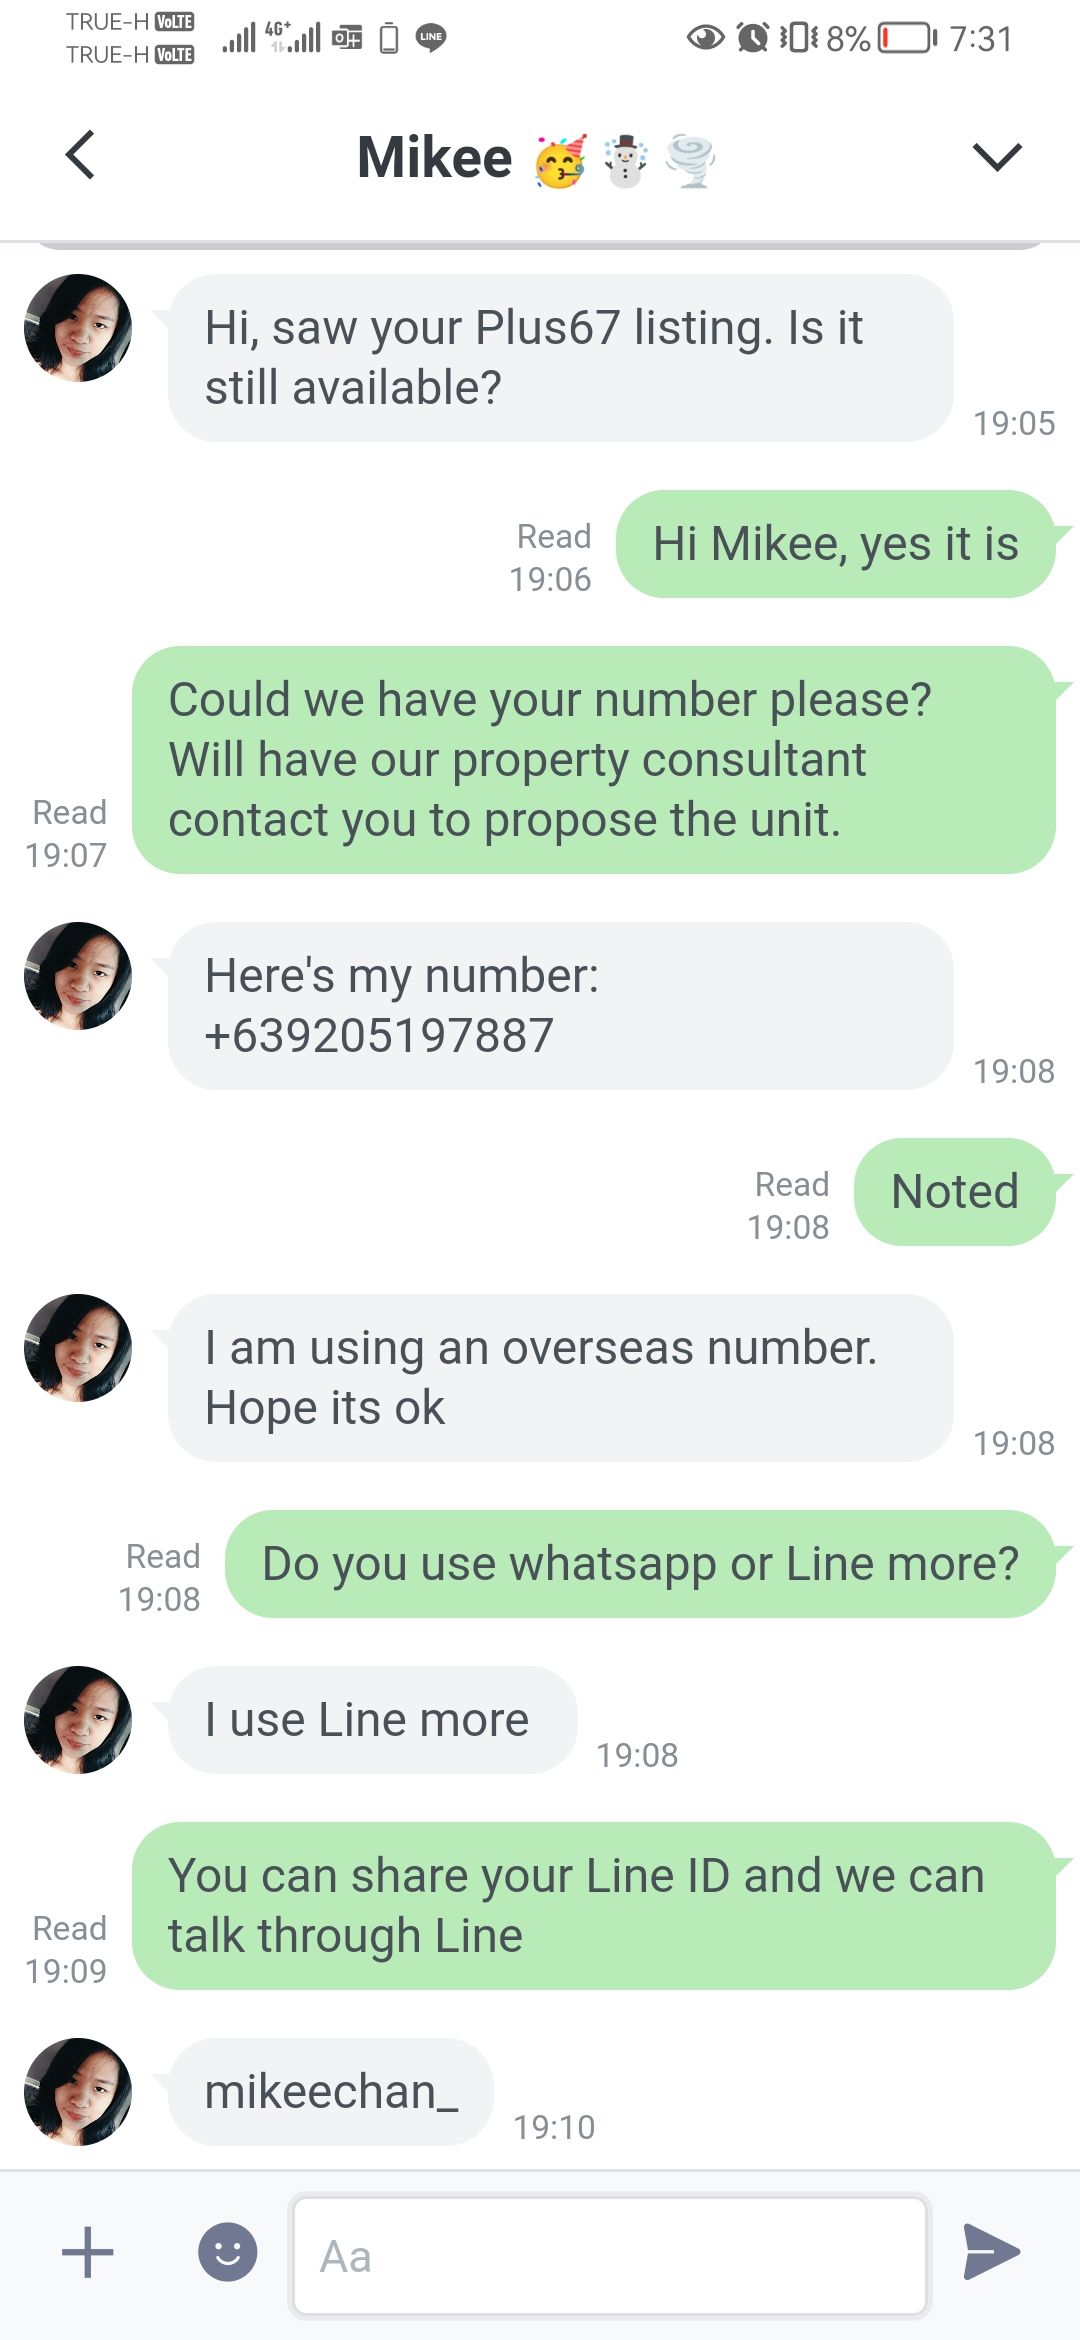 TRUE-H VoLTE
TRUE-H VoLTE
4G+
LINE
8%
7:31
Mikee
Hi, saw your Plus67 listing. Is it
still available?
19:05
Read
19:06
Hi Mikee, yes it is
Could we have your number please?
Will have our property consultant
contact you to propose the unit.
Read
19:07
Here's my number:
+639205197887
19:08
Read
19:08
Noted
I am using an overseas number.
Hope its ok
19:08
Read
19:08
Do you use whatsapp or Line more?
I use Line more
19:08
You can share your Line ID and we can
talk through Line
Read
19:09
mikeechan_
19:10
Aa